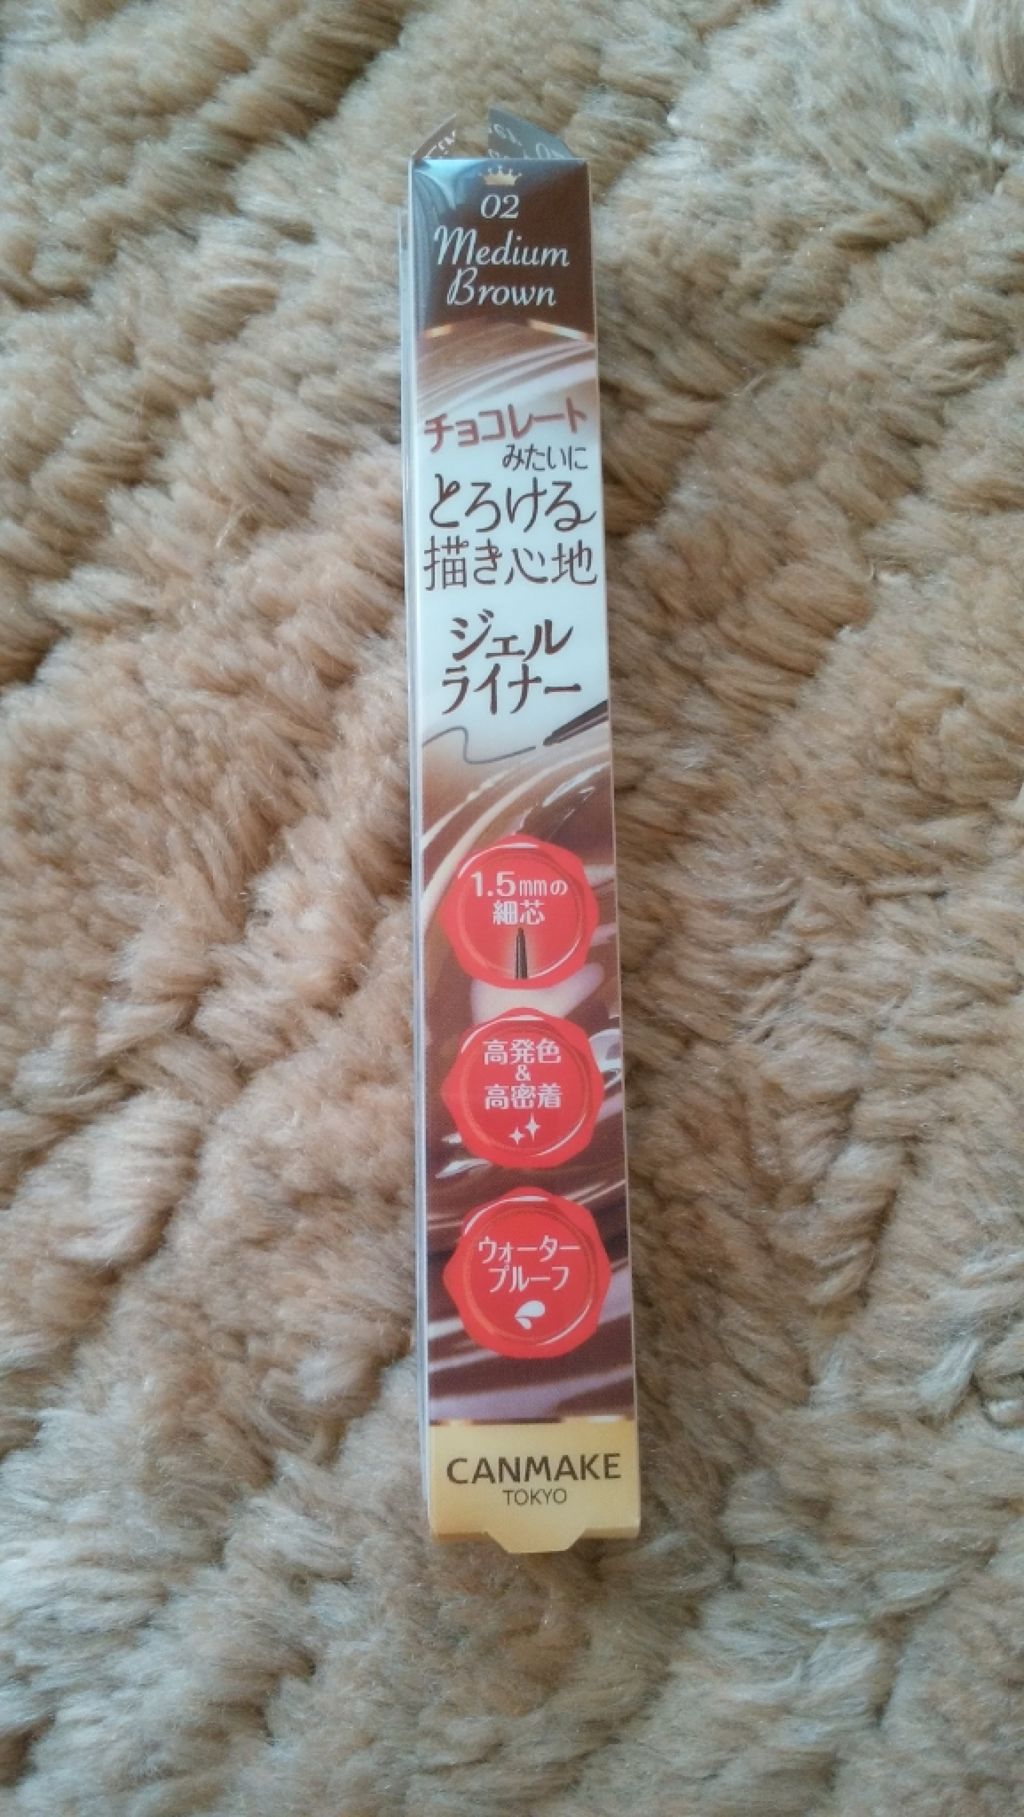 02
Medium
Brown
チョコレート
みたいに
とろける
描き心地
ジェル
ライナー
1.5mmの
細芯
高発色
&
高密着
ウォーター
プルーフ
CANMAKE
TOKYO